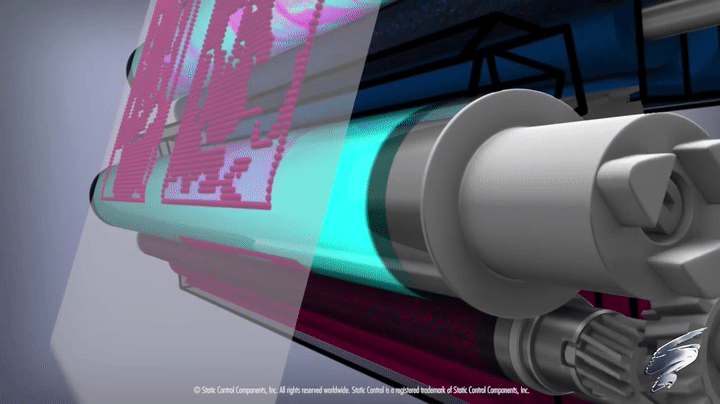 © Static Control Components, Inc. All rights reserved worldwide. Static Control is a registered trademark of Static Control Components, Inc.